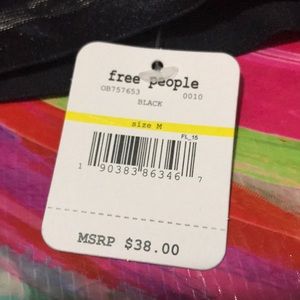 free people
OB757653 0010
BLACK
size M
FL_15
1 90383 86346 7
MSRP $38.00